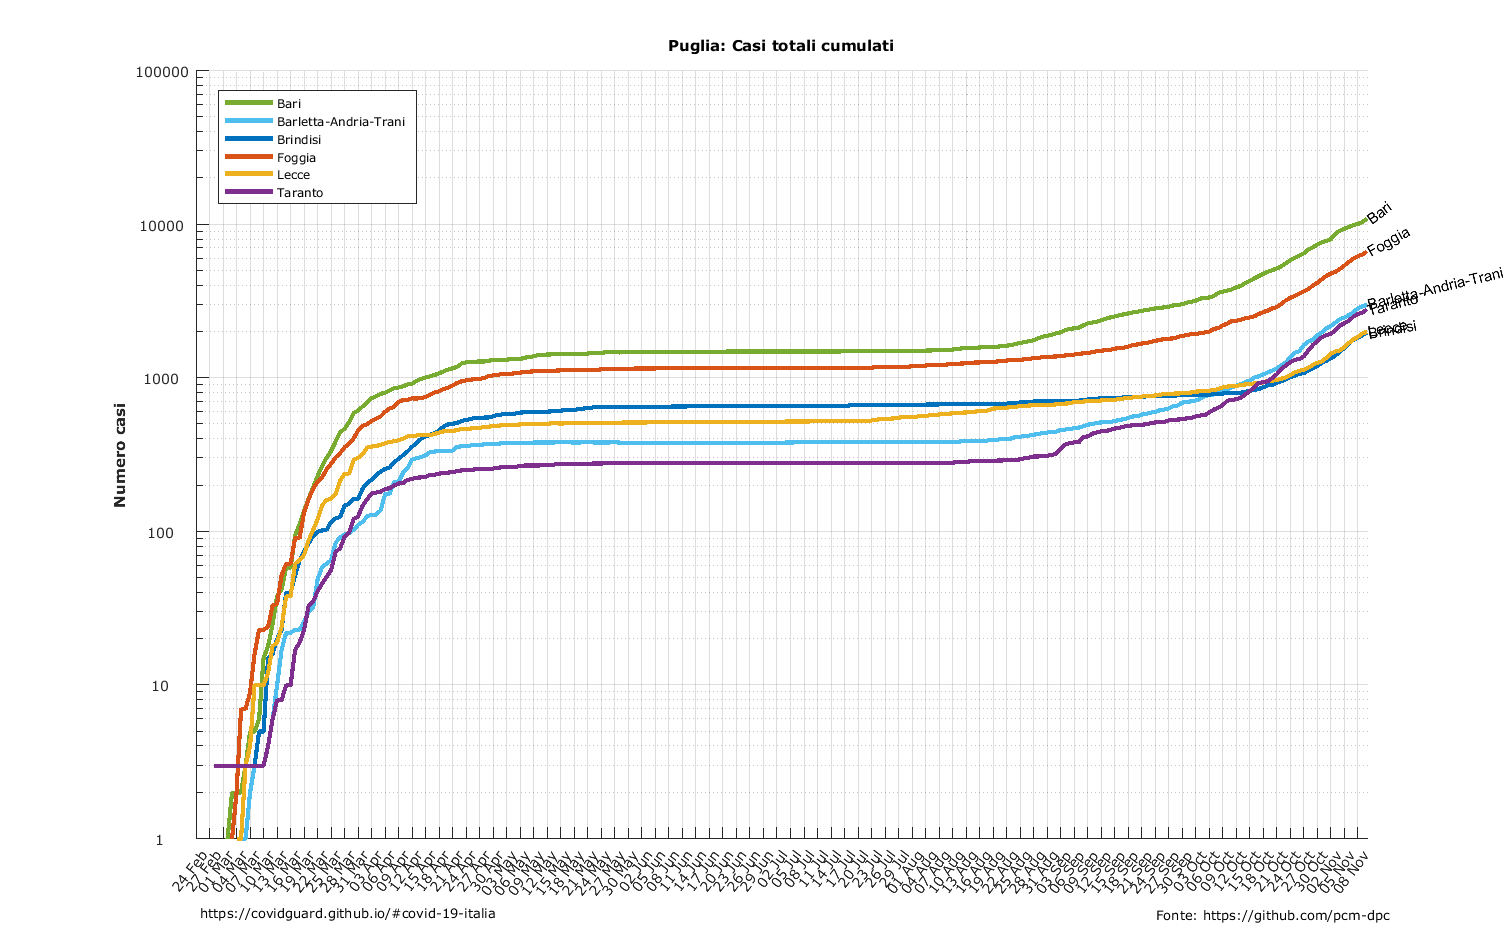 Puglia: Casi totali cumulati
100000
10000
1000
100
10
1
Numero casi
Bari
Barletta-Andria-Trani
Brindisi
Foggia
Lecce
Taranto
Bari
Foggia
Barletta-Andria-Trani
Taranto
Lecce
Brindisi
24 Feb
27 Feb
01 Mar
04 Mar
07 Mar
10 Mar
13 Mar
16 Mar
19 Mar
22 Mar
25 Mar
28 Mar
31 Mar
03 Apr
06 Apr
09 Apr
12 Apr
15 Apr
18 Apr
21 Apr
24 Apr
27 Apr
30 Apr
03 May
06 May
09 May
12 May
15 May
18 May
21 May
24 May
27 May
30 May
02 Jun
05 Jun
08 Jun
11 Jun
14 Jun
17 Jun
20 Jun
23 Jun
26 Jun
29 Jun
02 Jul
05 Jul
08 Jul
11 Jul
14 Jul
17 Jul
20 Jul
23 Jul
26 Jul
29 Jul
01 Aug
04 Aug
07 Aug
10 Aug
13 Aug
16 Aug
19 Aug
22 Aug
25 Aug
28 Aug
31 Aug
03 Sep
06 Sep
09 Sep
12 Sep
15 Sep
18 Sep
21 Sep
24 Sep
27 Sep
30 Sep
03 Oct
06 Oct
09 Oct
12 Oct
15 Oct
18 Oct
21 Oct
24 Oct
27 Oct
30 Oct
02 Nov
05 Nov
08 Nov
https://covidguard.github.io/#covid-19-italia
Fonte: https://github.com/pcm-dpc